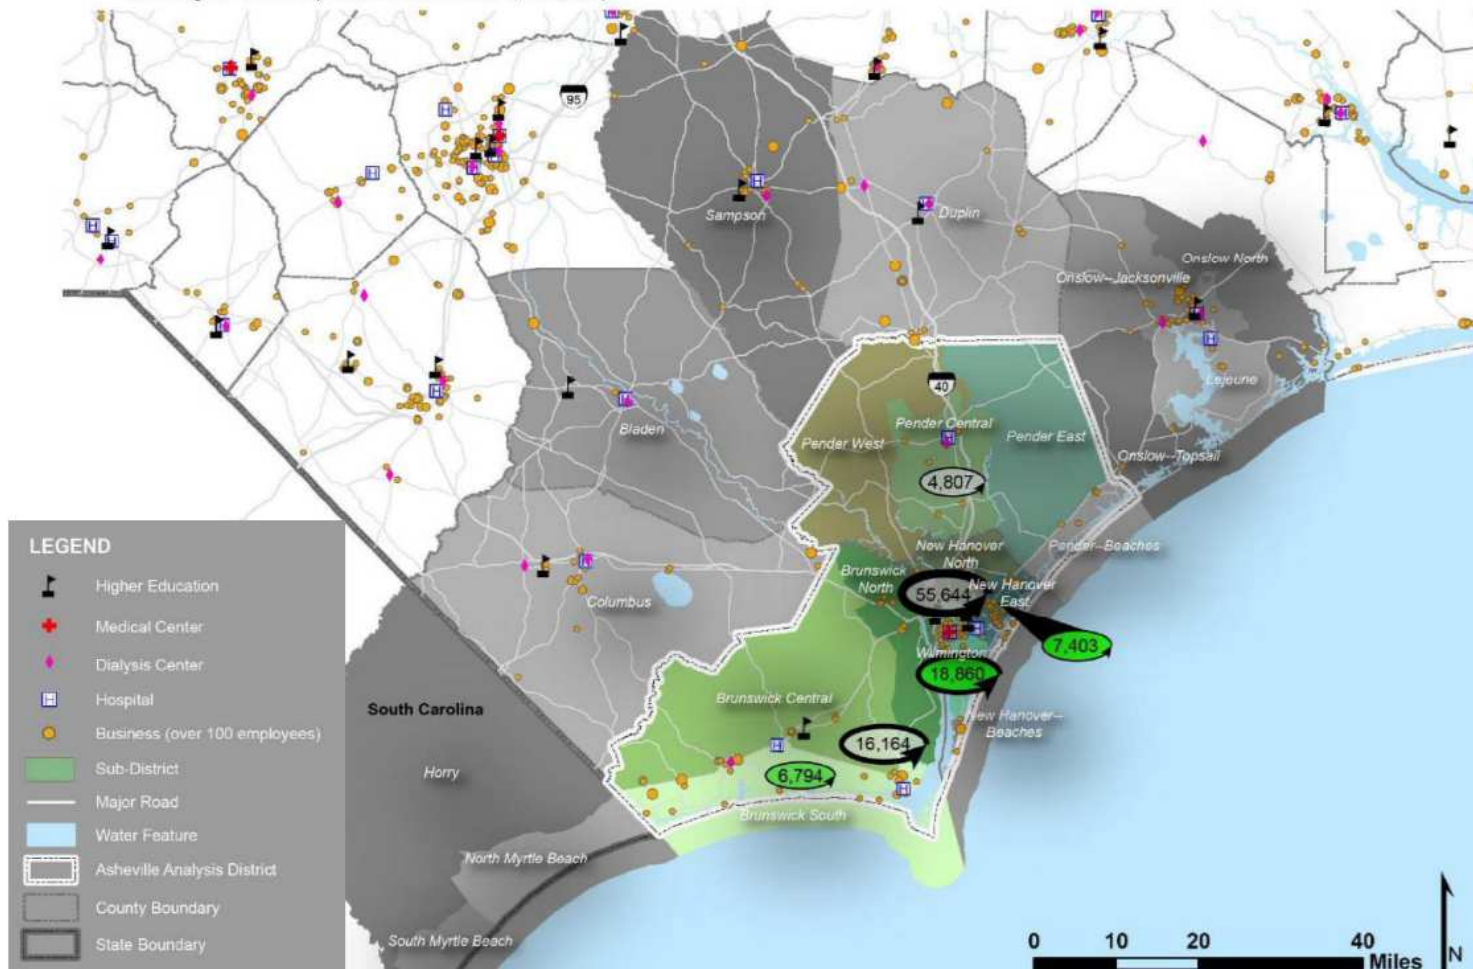 95
Sampson
Duplin
Onslow North
Onslow--Jacksonville
40
Lejeune
Bladen
Pender West
Pender Central
Pender East
Onslow--Topsail
4,807
New Hanover
North
Pender--Beaches
Brunswick
North
55,644
New Hanover
East
Columbus
7,403
Wilmington
18,860
Brunswick Central
New Hanover--
Beaches
16,164
6,794
Brunswick South
South Carolina
Horry
North Myrtle Beach
South Myrtle Beach
LEGEND
Higher Education
Medical Center
Dialysis Center
H Hospital
Business (over 100 employees)
Sub-District
Major Road
Water Feature
Asheville Analysis District
County Boundary
State Boundary
0 10 20 40
Miles
N